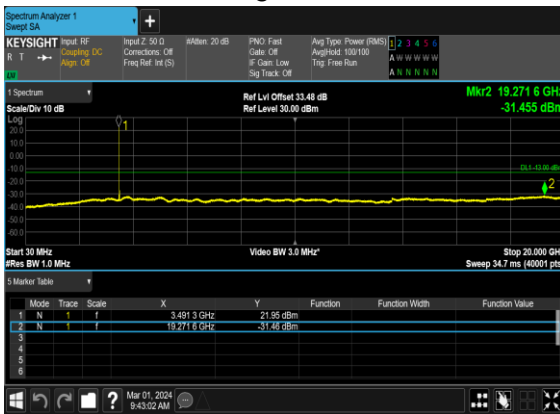 Spectrum Analyzer 1
Swept SA
+
KEYSIGHT Input: RF Input Z: 50 Ω #Atten: 20 dB PNO: Fast Avg Type: Power (RMS) 1 2 3 4 5 6
R T Coupling: DC Corrections: Off Gate: Off Avg|Hold: 100/100 A W W W W W
Align: Off Freq Ref: Int (S) IF Gain: Low Trig: Free Run
LV Sig Track: Off A N N N N N
1 Spectrum Ref Lvl Offset 33.48 dB Mkr2 19.271 6 GHz
Scale/Div 10 dB Ref Level 30.00 dBm -31.455 dBm
Log
1
20.0
10.0
0.00
-10.0 DL1 -13.00 dBm
-20.0 2
-30.0
-40.0
-50.0
-60.0
Start 30 MHz Video BW 3.0 MHz* Stop 20.000 GH
#Res BW 1.0 MHz Sweep 34.7 ms (40001 pts
5 Marker Table
Mode Trace Scale X Y Function Function Width Function Value
1 N 1 f 3.491 3 GHz 21.95 dBm
2 N 1 f 19.271 6 GHz -31.46 dBm
3
4
5
6
? Mar 01, 2024
9:43:02 AM